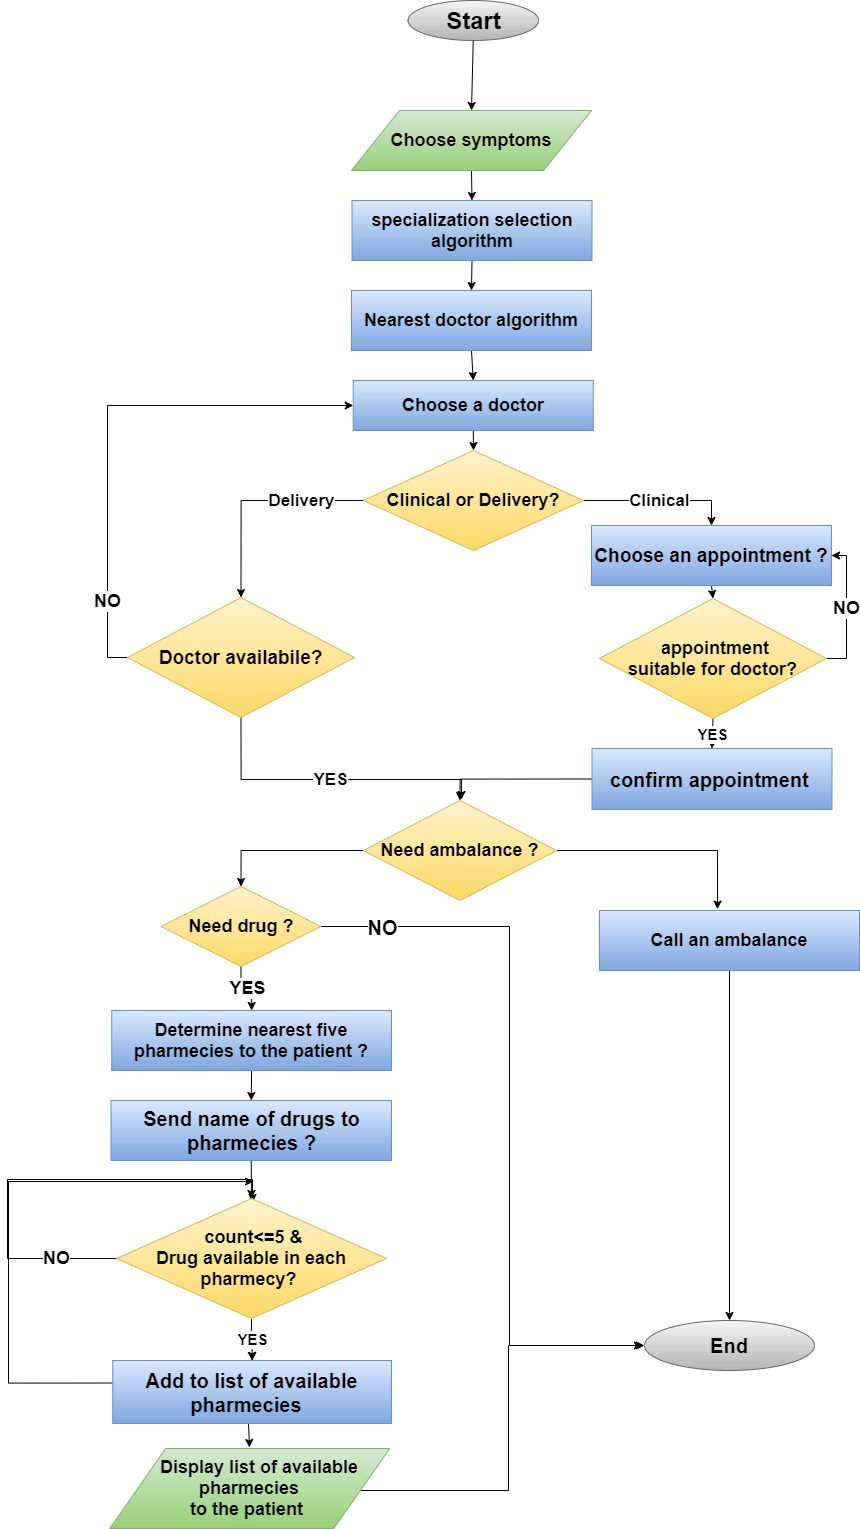 Start
Choose symptoms
specialization selection
algorithm
Nearest doctor algorithm
Choose a doctor
Clinical or Delivery?
Delivery
Clinical
Choose an appointment ?
NO
NO
Doctor availabile?
appointment
suitable for doctor?
YES
YES
confirm appointment
Need ambalance ?
Need drug ?
NO
Call an ambalance
YES
Determine nearest five
pharmecies to the patient ?
Send name of drugs to
pharmecies ?
count<=5 &
Drug available in each
pharmecy?
NO
YES
End
Add to list of available
pharmecies
Display list of available
pharmecies
to the patient